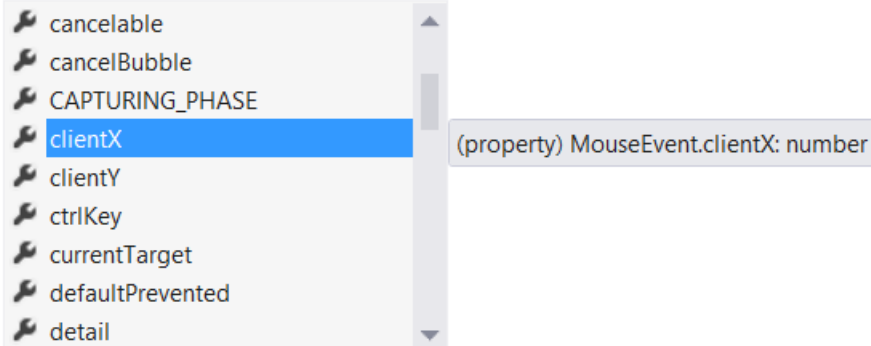 cancelable
cancelBubble
CAPTURING_PHASE
clientX
(property) MouseEvent.clientX: number
clientY
ctrlKey
currentTarget
defaultPrevented
detail